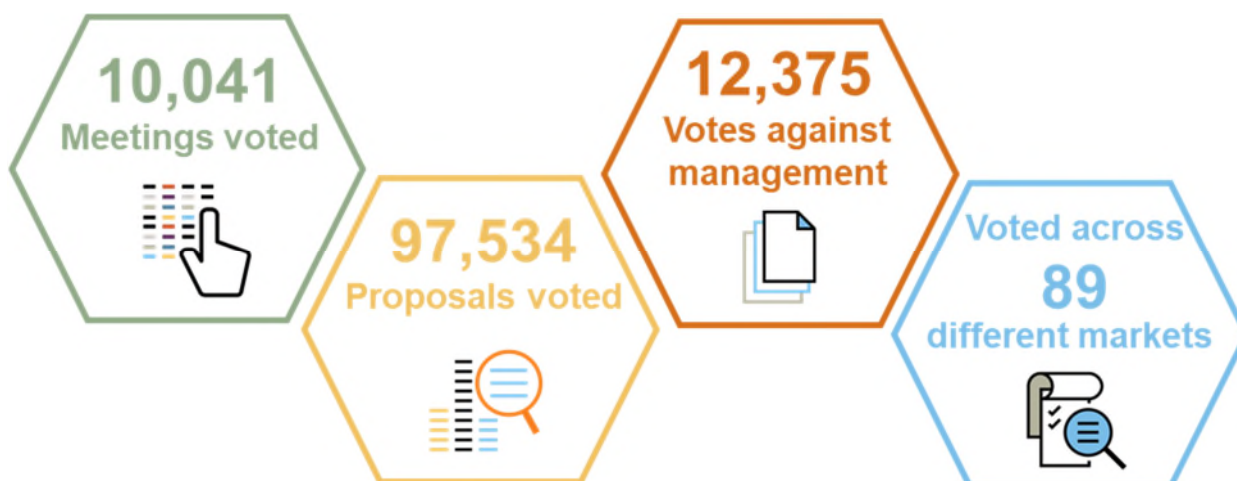 10,041
Meetings voted
97,534
Proposals voted
12,375
Votes against
management
Voted across
89
different markets